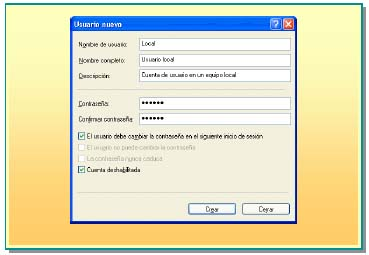 Usuario nuevo
Nombre de usuario: Local
Nombre completo: Usuario local
Descripción: Cuenta de usuario en un equipo local
Contraseña: ●●●●●●
Confirmar contraseña: ●●●●●●
El usuario debe cambiar la contraseña en el siguiente inicio de sesión
El usuario no puede cambiar la contraseña
La contraseña nunca caduca
Cuenta deshabilitada
Crear Cerrar